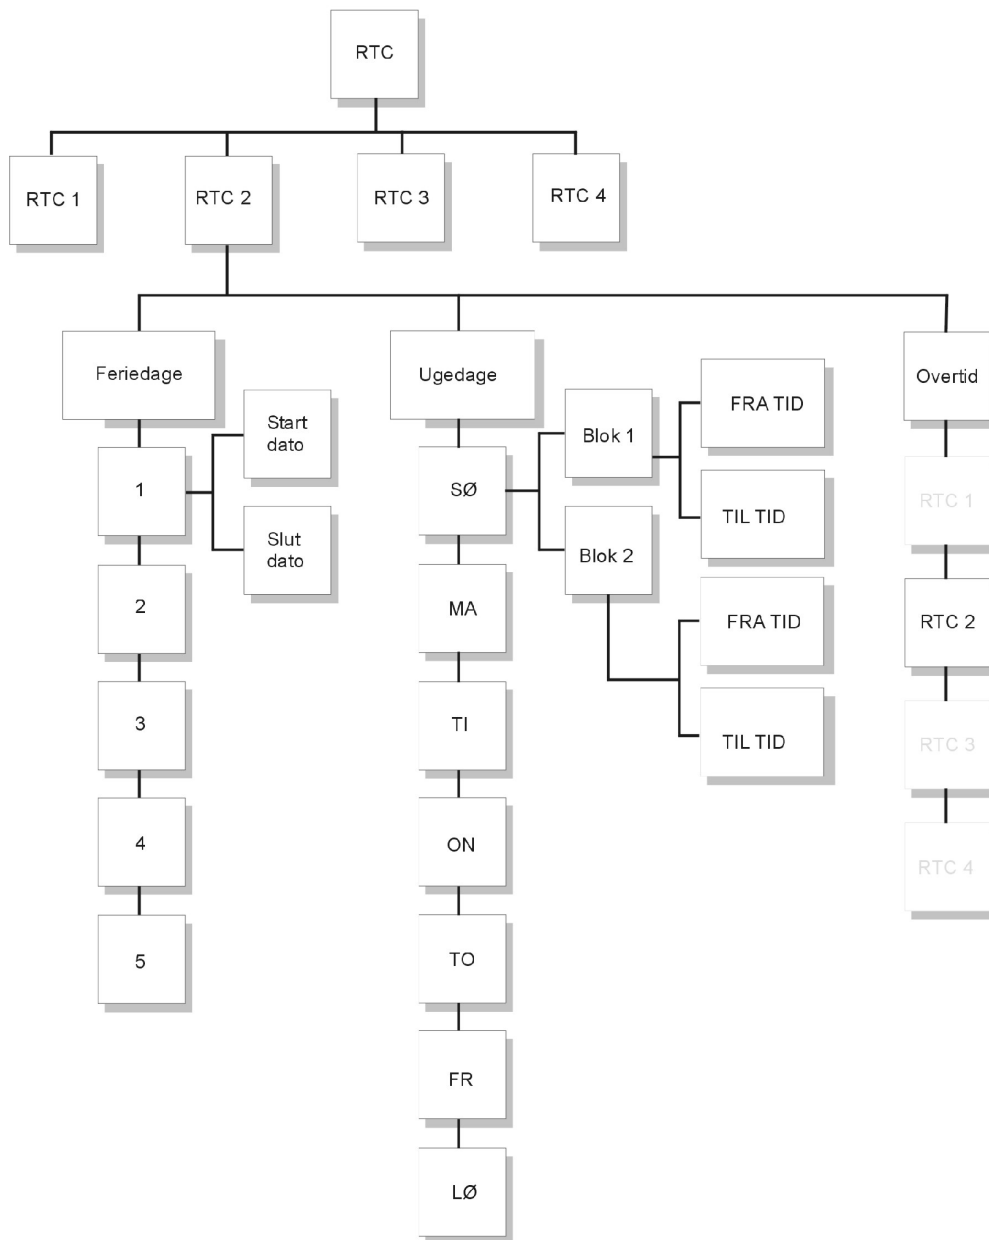 RTC
RTC 1
RTC 2
RTC 3
RTC 4
Feriedage
Ugedage
Overtid
Start
dato
Slut
dato
1
2
3
4
5
SØ
MA
TI
ON
TO
FR
LØ
Blok 1
Blok 2
FRA TID
TIL TID
FRA TID
TIL TID
RTC 1
RTC 2
RTC 3
RTC 4